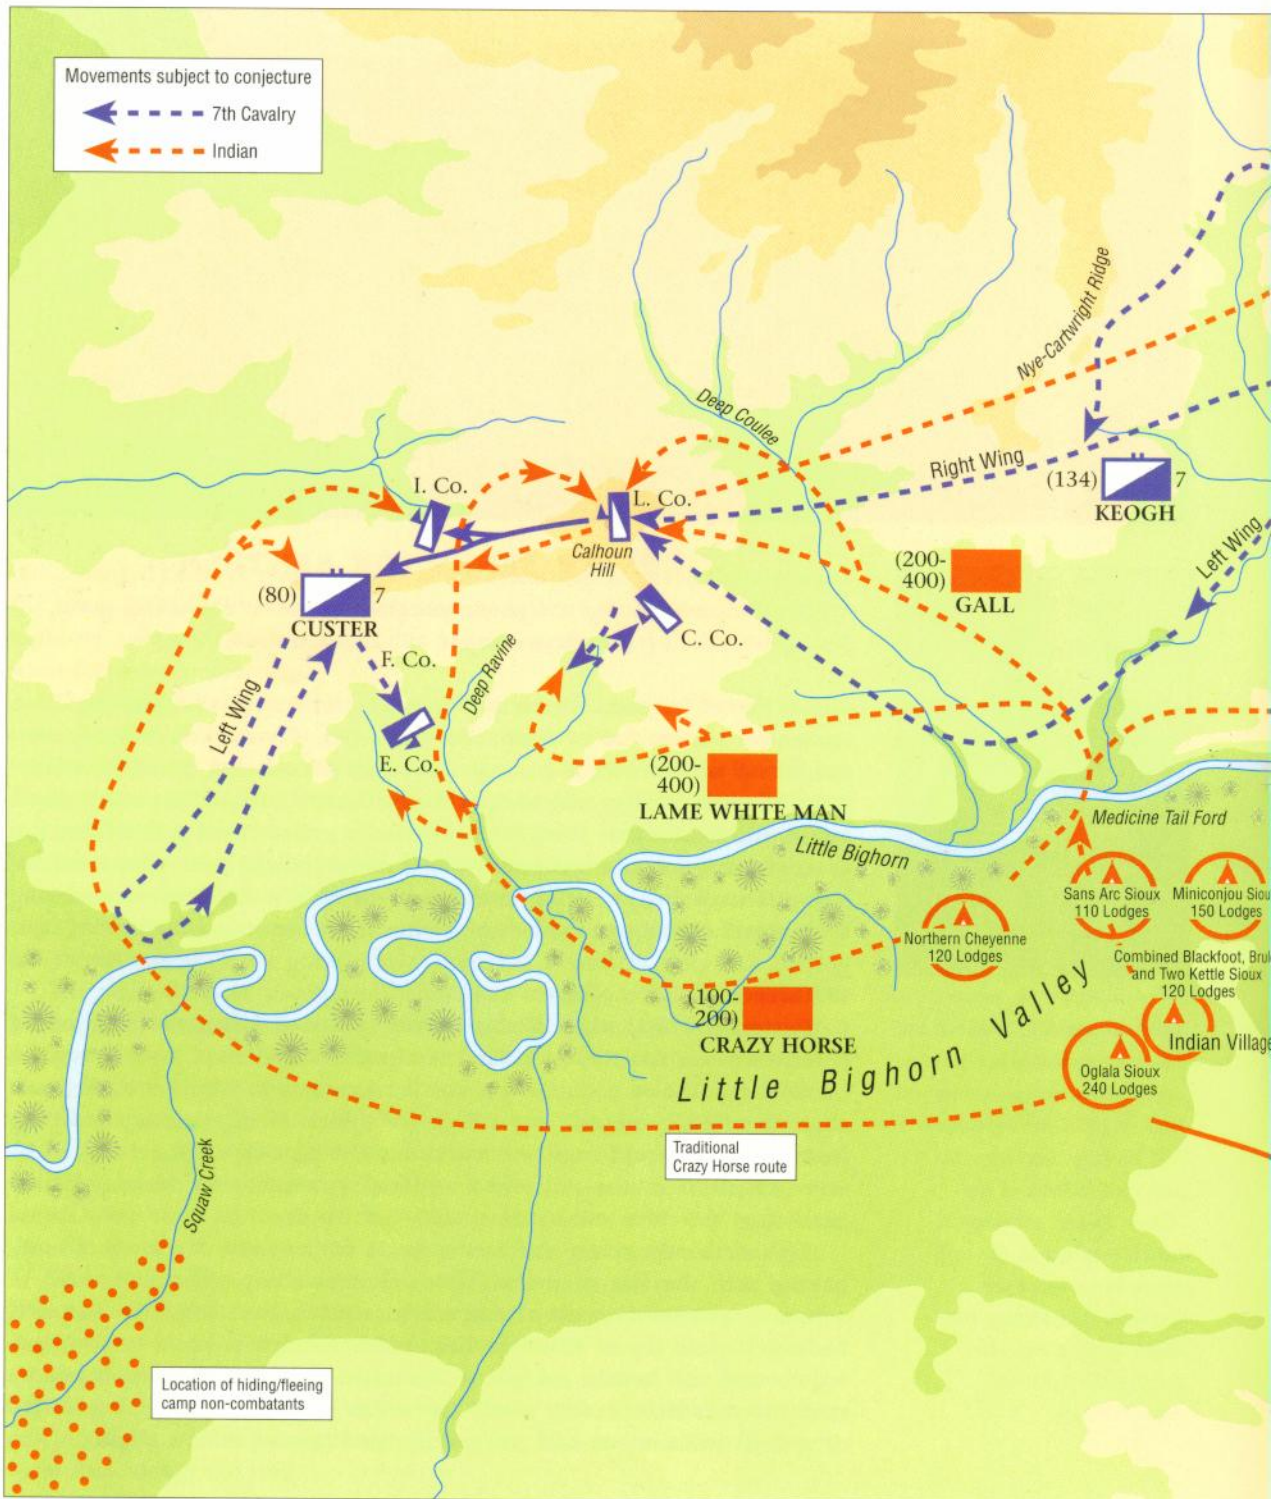 Movements subject to conjecture
7th Cavalry
Indian
Nye-Cartwright Ridge
Deep Coulee
Right Wing
(134)
7
KEOGH
I. Co.
L. Co.
Calhoun
Hill
(200-
400)
GALL
Left Wing
(80)
7
CUSTER
C. Co.
F. Co.
Deep Ravine
Left Wing
E. Co.
(200-
400)
LAME WHITE MAN
Medicine Tail Ford
Little Bighorn
Sans Arc Sioux
110 Lodges
Miniconjou
150 Lodges
Northern Cheyenne
120 Lodges
Combined Blackfoot,
and Two Kettle Sioux
120 Lodges
(100-
200)
CRAZY HORSE
Indian Village
Oglala Sioux
240 Lodges
Little Bighorn Valley
Traditional
Crazy Horse route
Squaw Creek
Location of hiding/fleeing
camp non-combatants